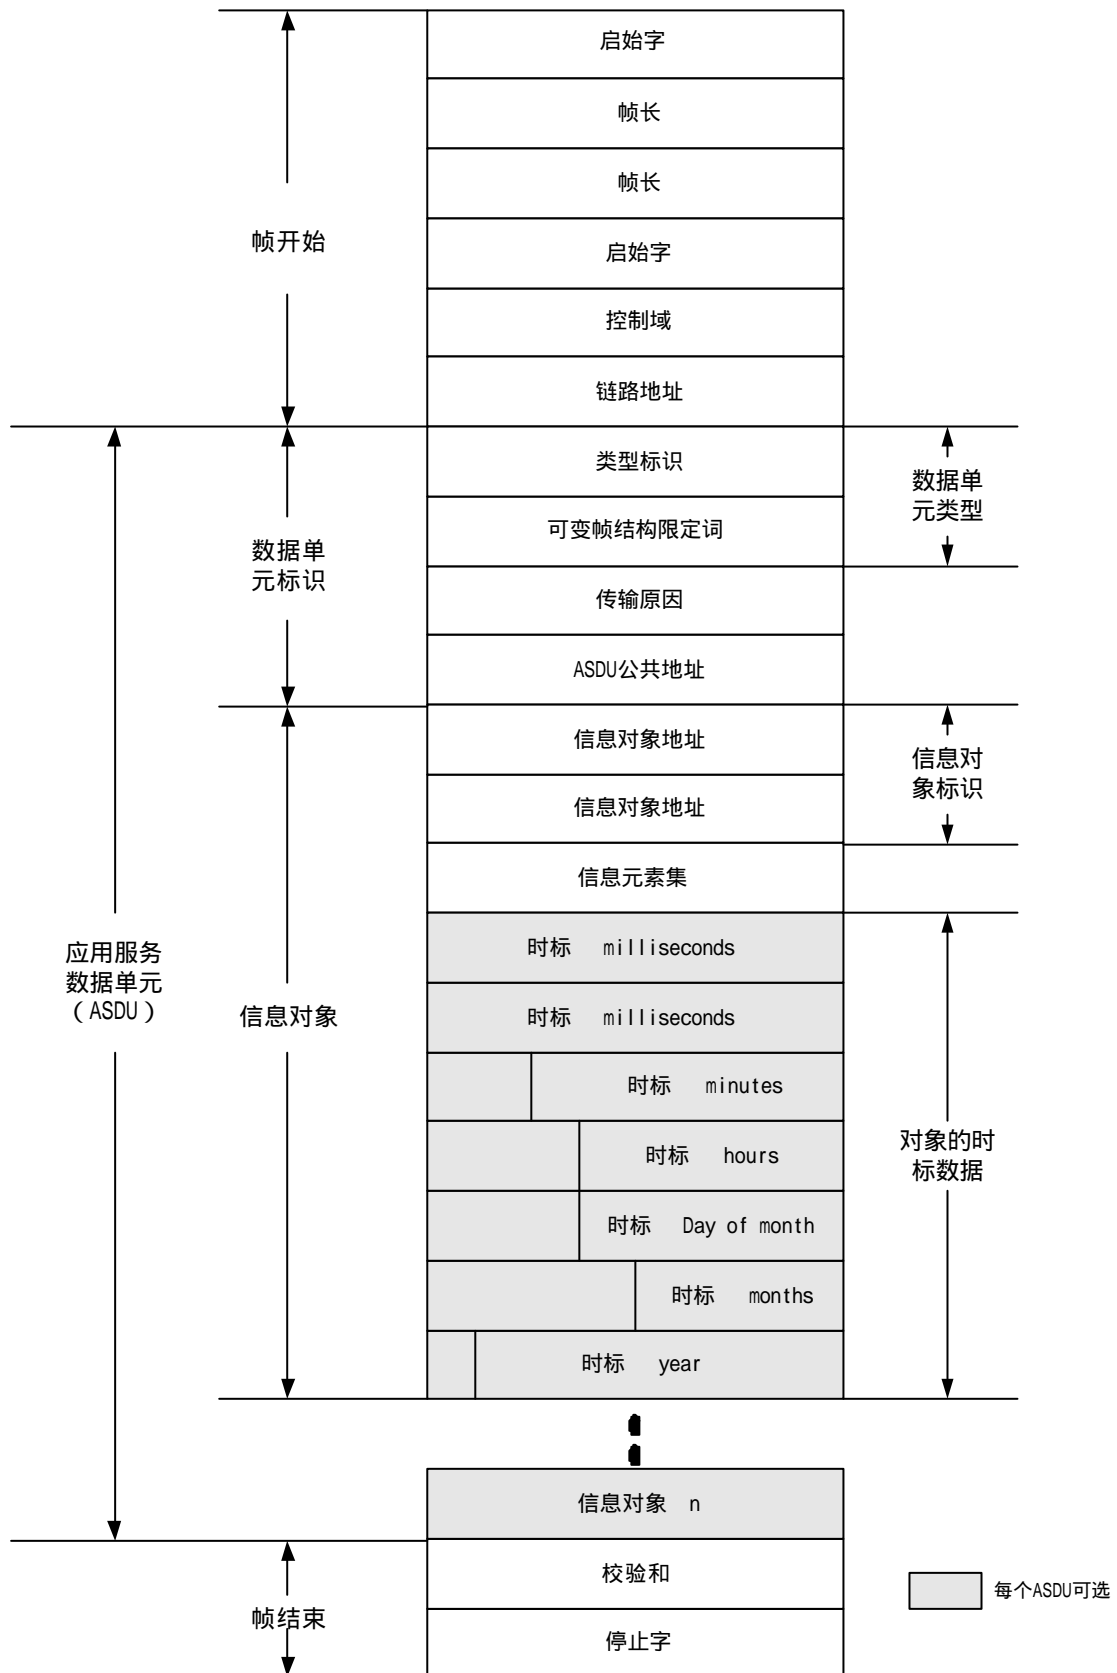 启始字
帧长
帧长
启始字
控制域
链路地址
帧开始
类型标识
可变帧结构限定词
传输原因
ASDU公共地址
数据单
元标识
数据单
元类型
信息对象地址
信息对象地址
信息元素集
信息对
象标识
时标 milliseconds
时标 milliseconds
时标 minutes
时标 hours
时标 Day of month
时标 months
时标 year
应用服务
数据单元
（ASDU）
信息对象
对象的时
标数据
信息对象 n
校验和
停止字
帧结束
每个ASDU可选